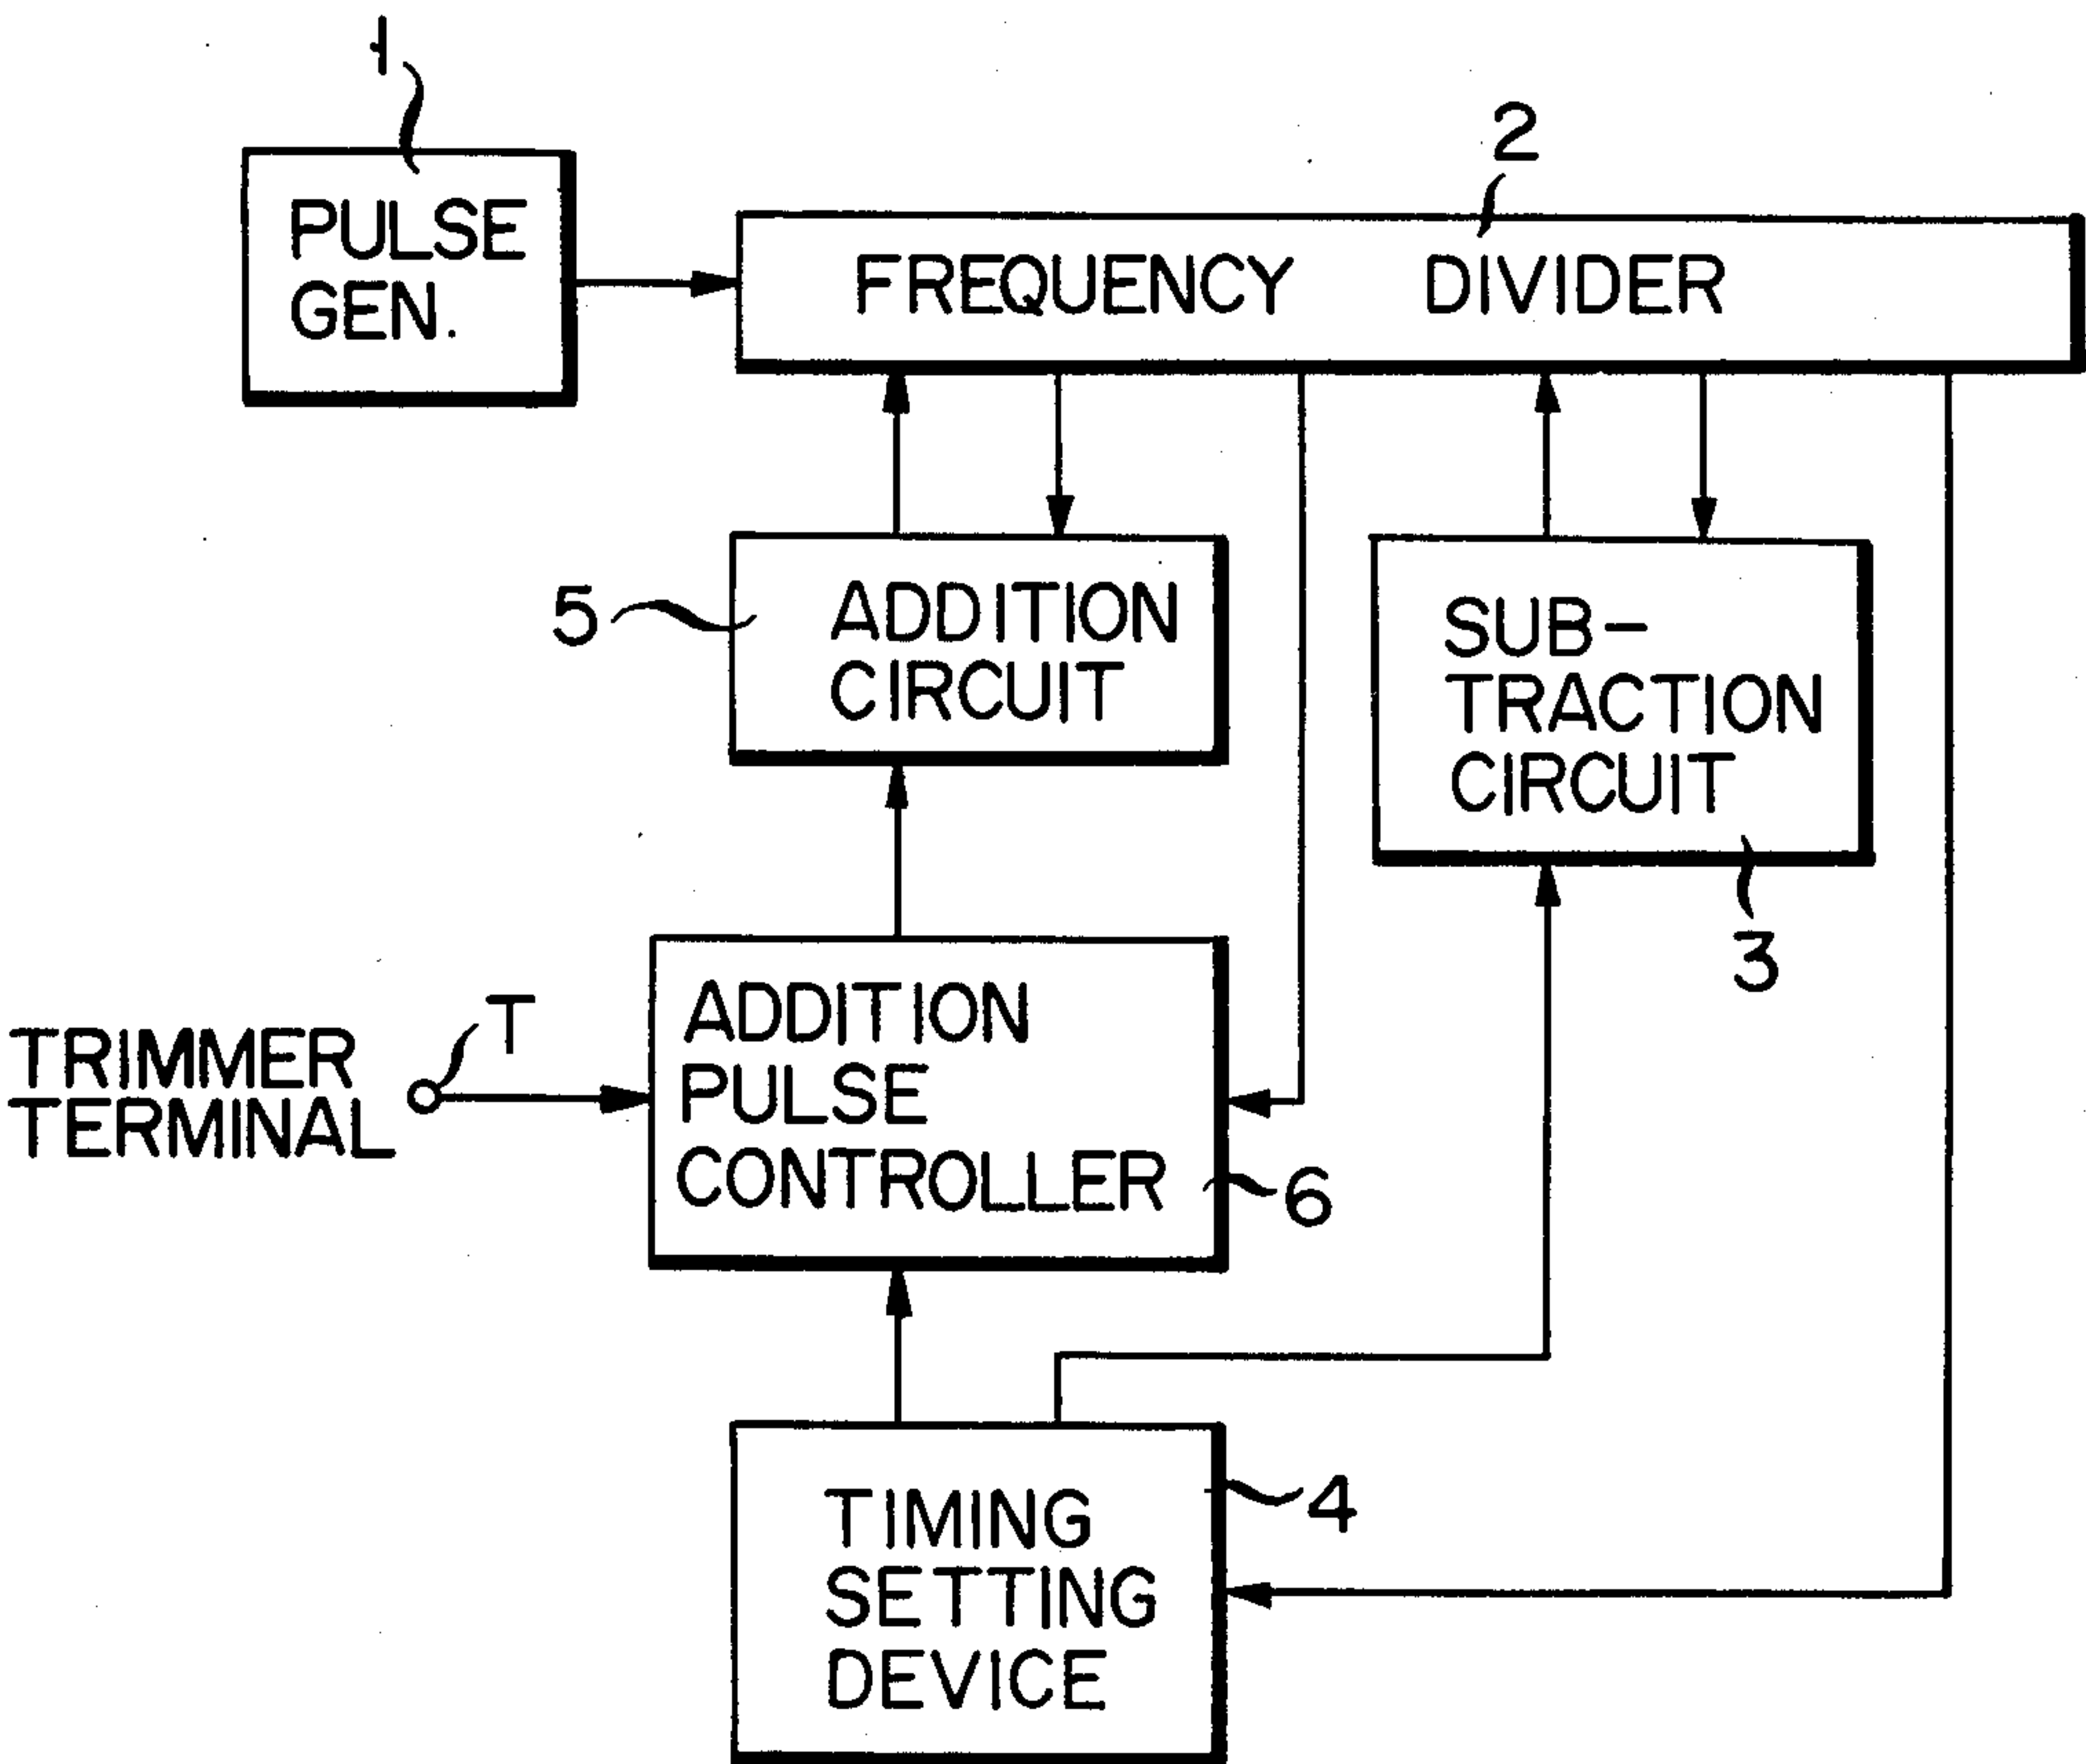 1
PULSE
GEN.
2
FREQUENCY DIVIDER
5
ADDITION
CIRCUIT
SUB-
TRACTION
CIRCUIT
3
TRIMMER
TERMINAL
T
ADDITION
PULSE
CONTROLLER
6
TIMING
SETTING
DEVICE
4